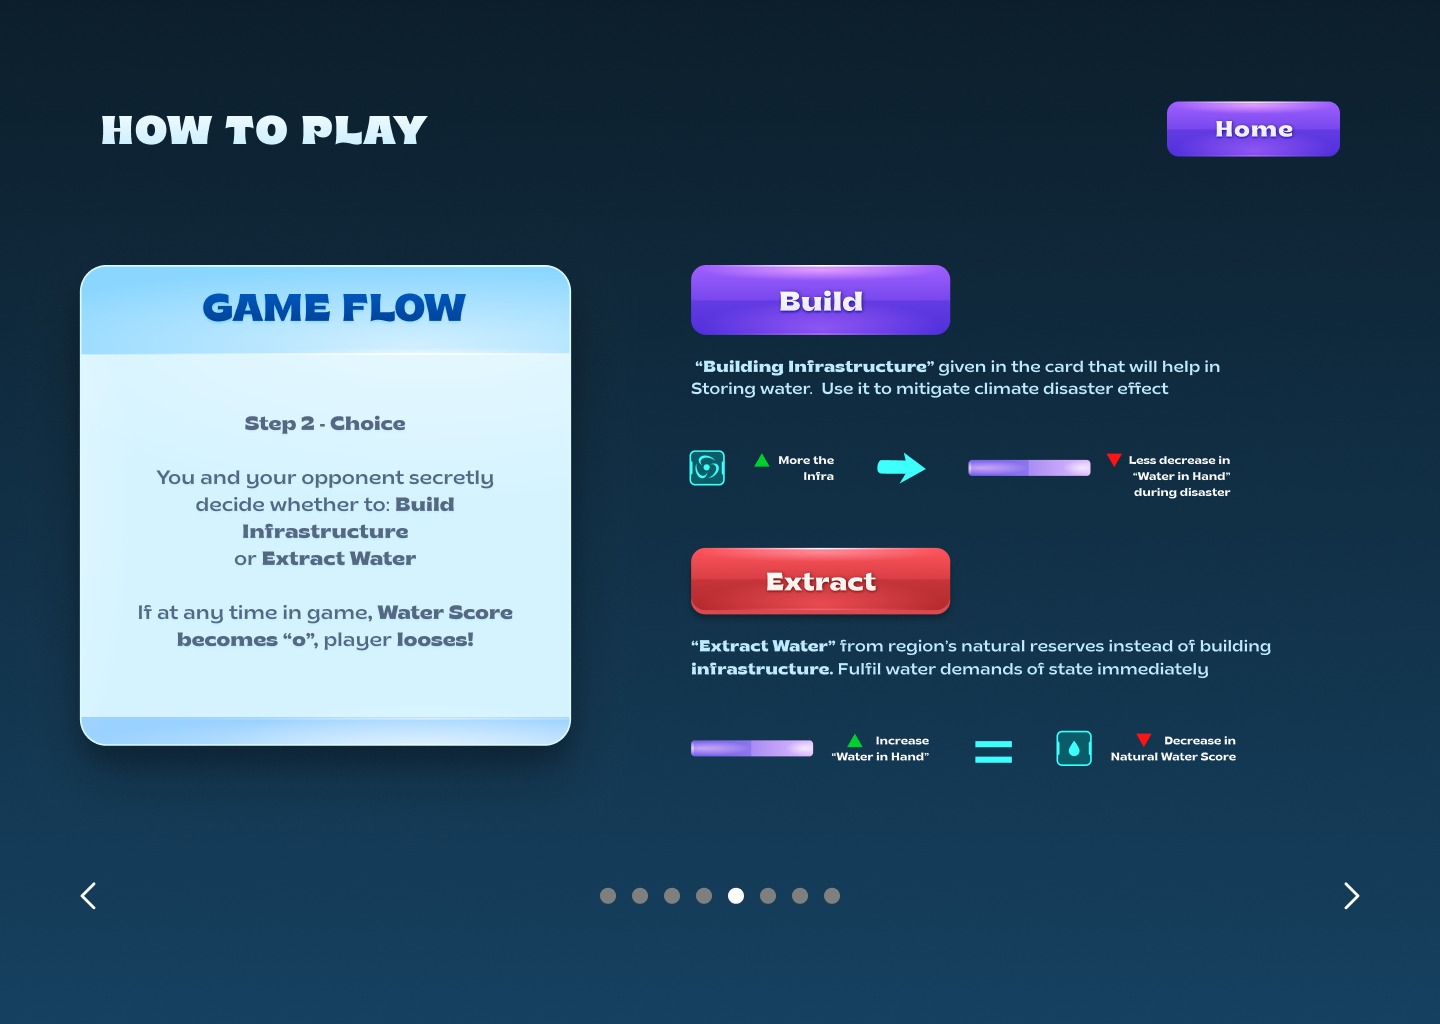 HOW TO PLAY
Home
GAME FLOW
Step 2 - Choice
You and your opponent secretly
decide whether to: Build
Infrastructure
or Extract Water
If at any time in game, Water Score
becomes “0”, player looses!
Build
“Building Infrastructure” given in the card that will help in
Storing water. Use it to mitigate climate disaster effect
More the
Infra
Less decrease in
“Water in Hand”
during disaster
Extract
“Extract Water” from region’s natural reserves instead of building
infrastructure. Fulfil water demands of state immediately
Increase
“Water in Hand”
Decrease in
Natural Water Score